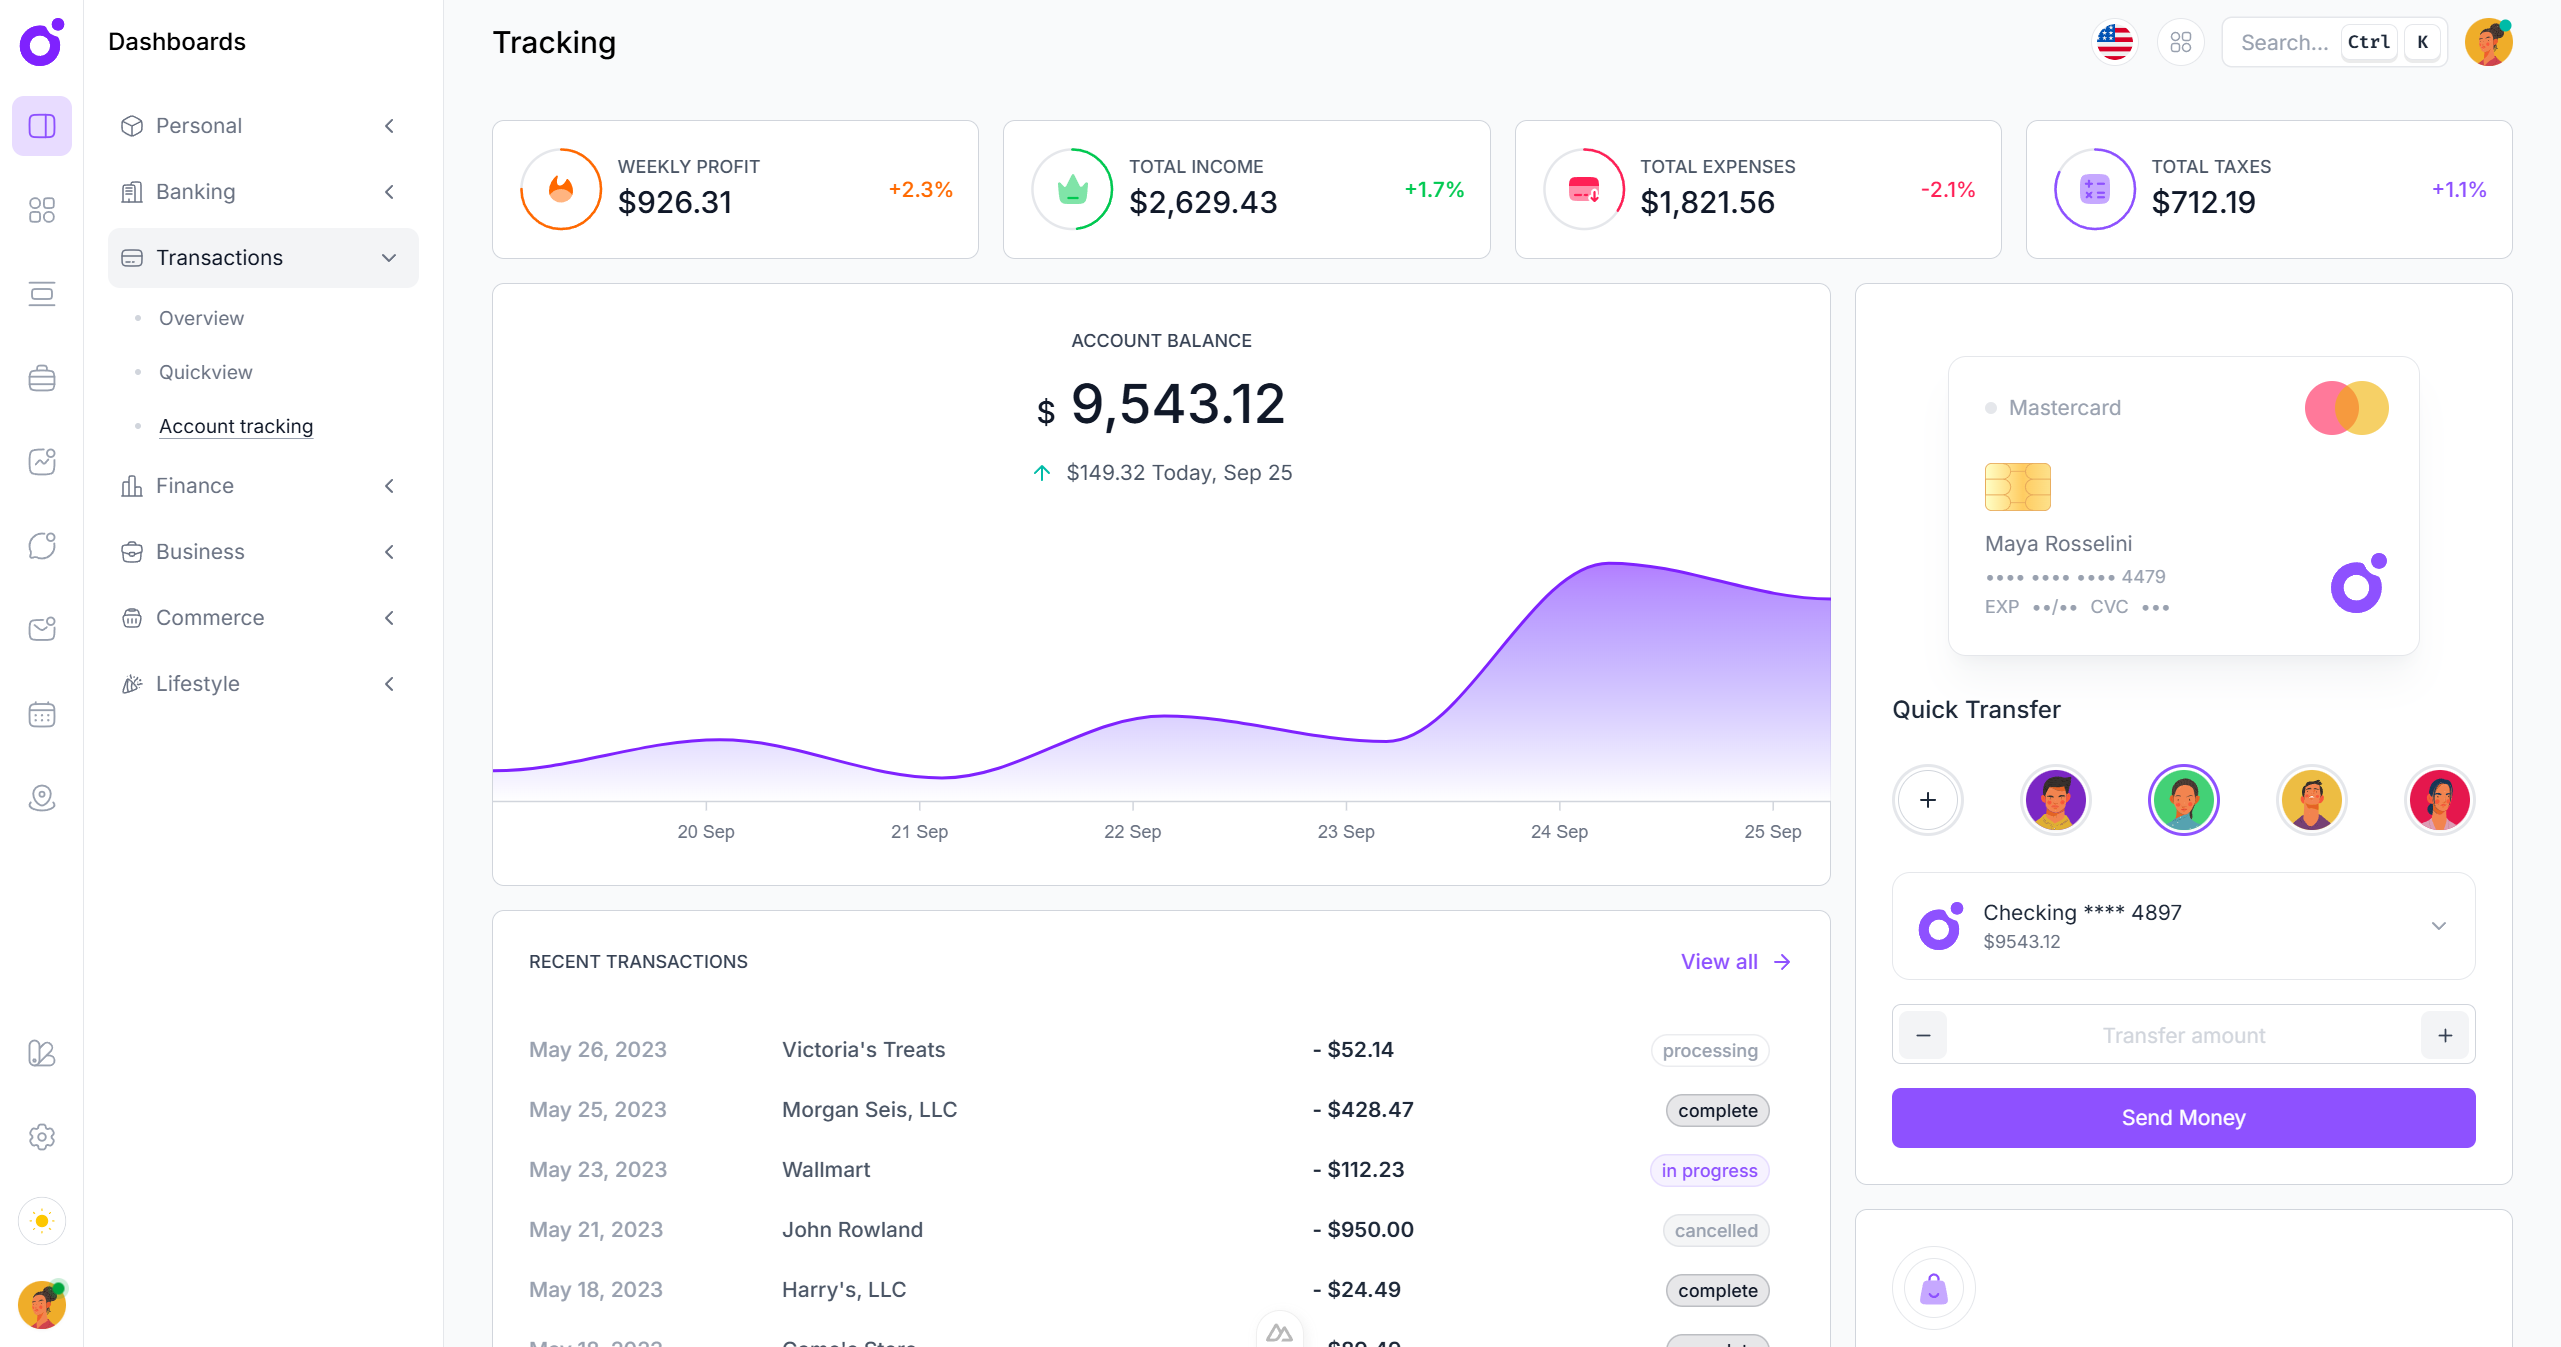 Dashboards
Personal
Banking
Transactions
Overview
Quickview
Account tracking
Finance
Business
Commerce
Lifestyle
Tracking
Search...
Ctrl
K
WEEKLY PROFIT
$926.31
+2.3%
TOTAL INCOME
$2,629.43
+1.7%
TOTAL EXPENSES
$1,821.56
-2.1%
TOTAL TAXES
$712.19
+1.1%
ACCOUNT BALANCE
$ 9,543.12
$149.32 Today, Sep 25
20 Sep
21 Sep
22 Sep
23 Sep
24 Sep
25 Sep
RECENT TRANSACTIONS
View all
May 26, 2023 Victoria's Treats - $52.14 processing
May 25, 2023 Morgan Seis, LLC - $428.47 complete
May 23, 2023 Wallmart - $112.23 in progress
May 21, 2023 John Rowland - $950.00 cancelled
May 18, 2023 Harry's, LLC - $24.49 complete
Mastercard
Maya Rosselini
•••• •••• •••• 4479
EXP ••/•• CVC •••
Quick Transfer
Checking **** 4897
$9543.12
Transfer amount
Send Money